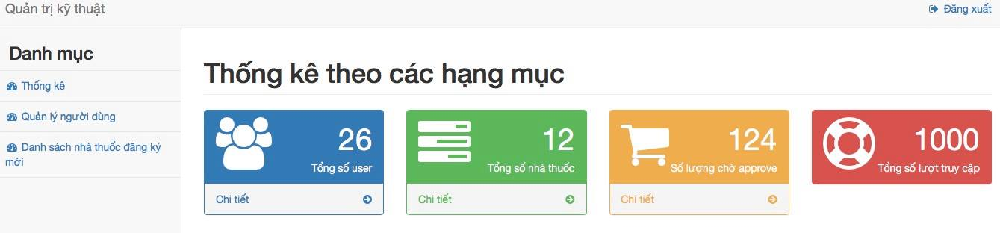 Quản trị kỹ thuật
Đăng xuất
Danh mục
Thống kê
Quản lý người dùng
Danh sách nhà thuốc đăng ký
mới
Thống kê theo các hạng mục
26
Tổng số user
Chi tiết
12
Tổng số nhà thuốc
Chi tiết
124
Số lượng chờ approve
Chi tiết
1000
Tổng số lượt truy cập